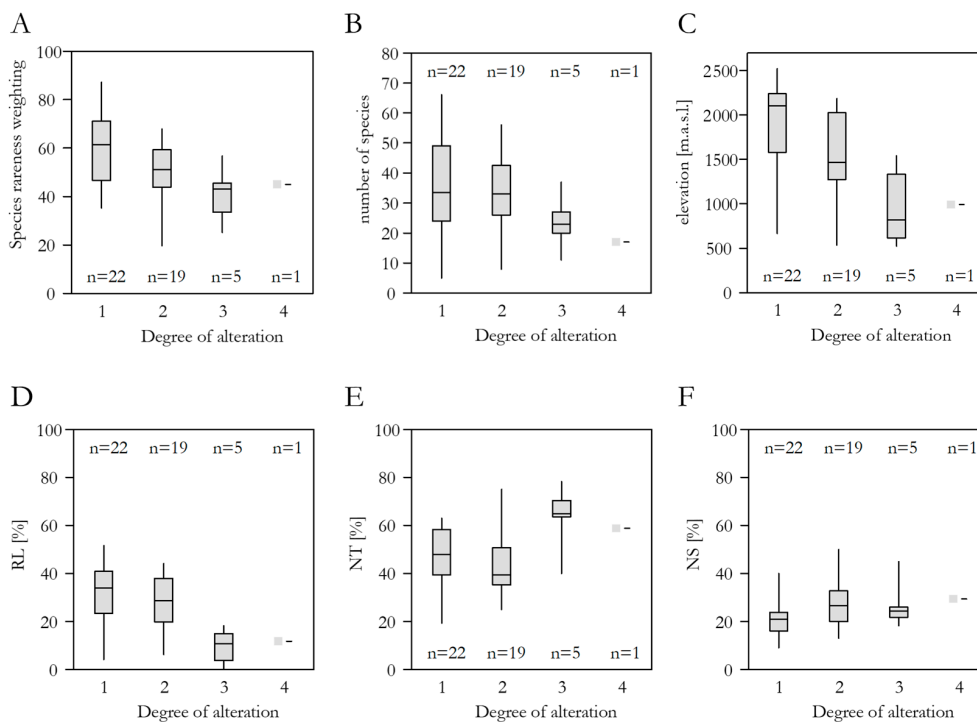 A
Species rareness weighting
100
80
60
40
20
0
n=22 n=19 n=5 n=1
1 2 3 4
Degree of alteration
B
number of species
80
70
60
50
40
30
20
10
0
n=22 n=19 n=5 n=1
1 2 3 4
Degree of alteration
C
elevation [m.a.s.l.]
2500
2000
1500
1000
500
0
n=22 n=19 n=5 n=1
1 2 3 4
Degree of alteration
D
RL [%]
100
80
60
40
20
0
n=22 n=19 n=5 n=1
1 2 3 4
Degree of alteration
E
NT [%]
100
80
60
40
20
0
n=22 n=19 n=5 n=1
1 2 3 4
Degree of alteration
F
NS [%]
100
80
60
40
20
0
n=22 n=19 n=5 n=1
1 2 3 4
Degree of alteration